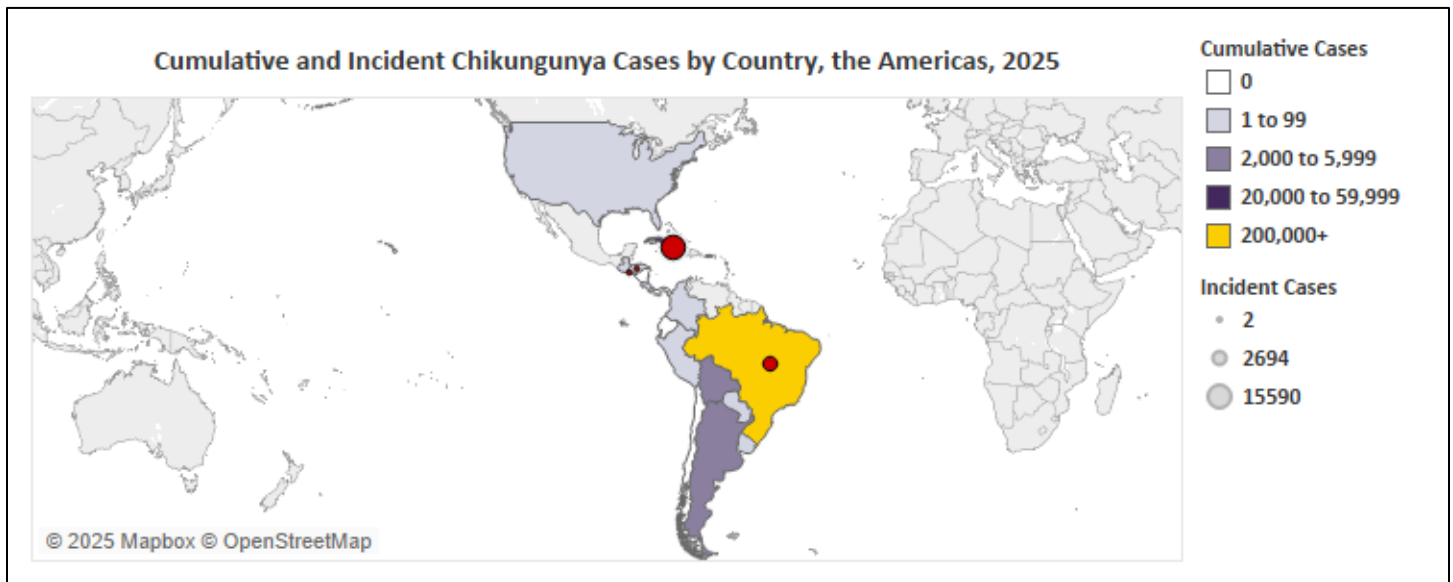 Cumulative and Incident Chikungunya Cases by Country, the Americas, 2025
© 2025 Mapbox © OpenStreetMap
Cumulative Cases
0
1 to 99
2,000 to 5,999
20,000 to 59,999
200,000+
Incident Cases
2
2694
15590